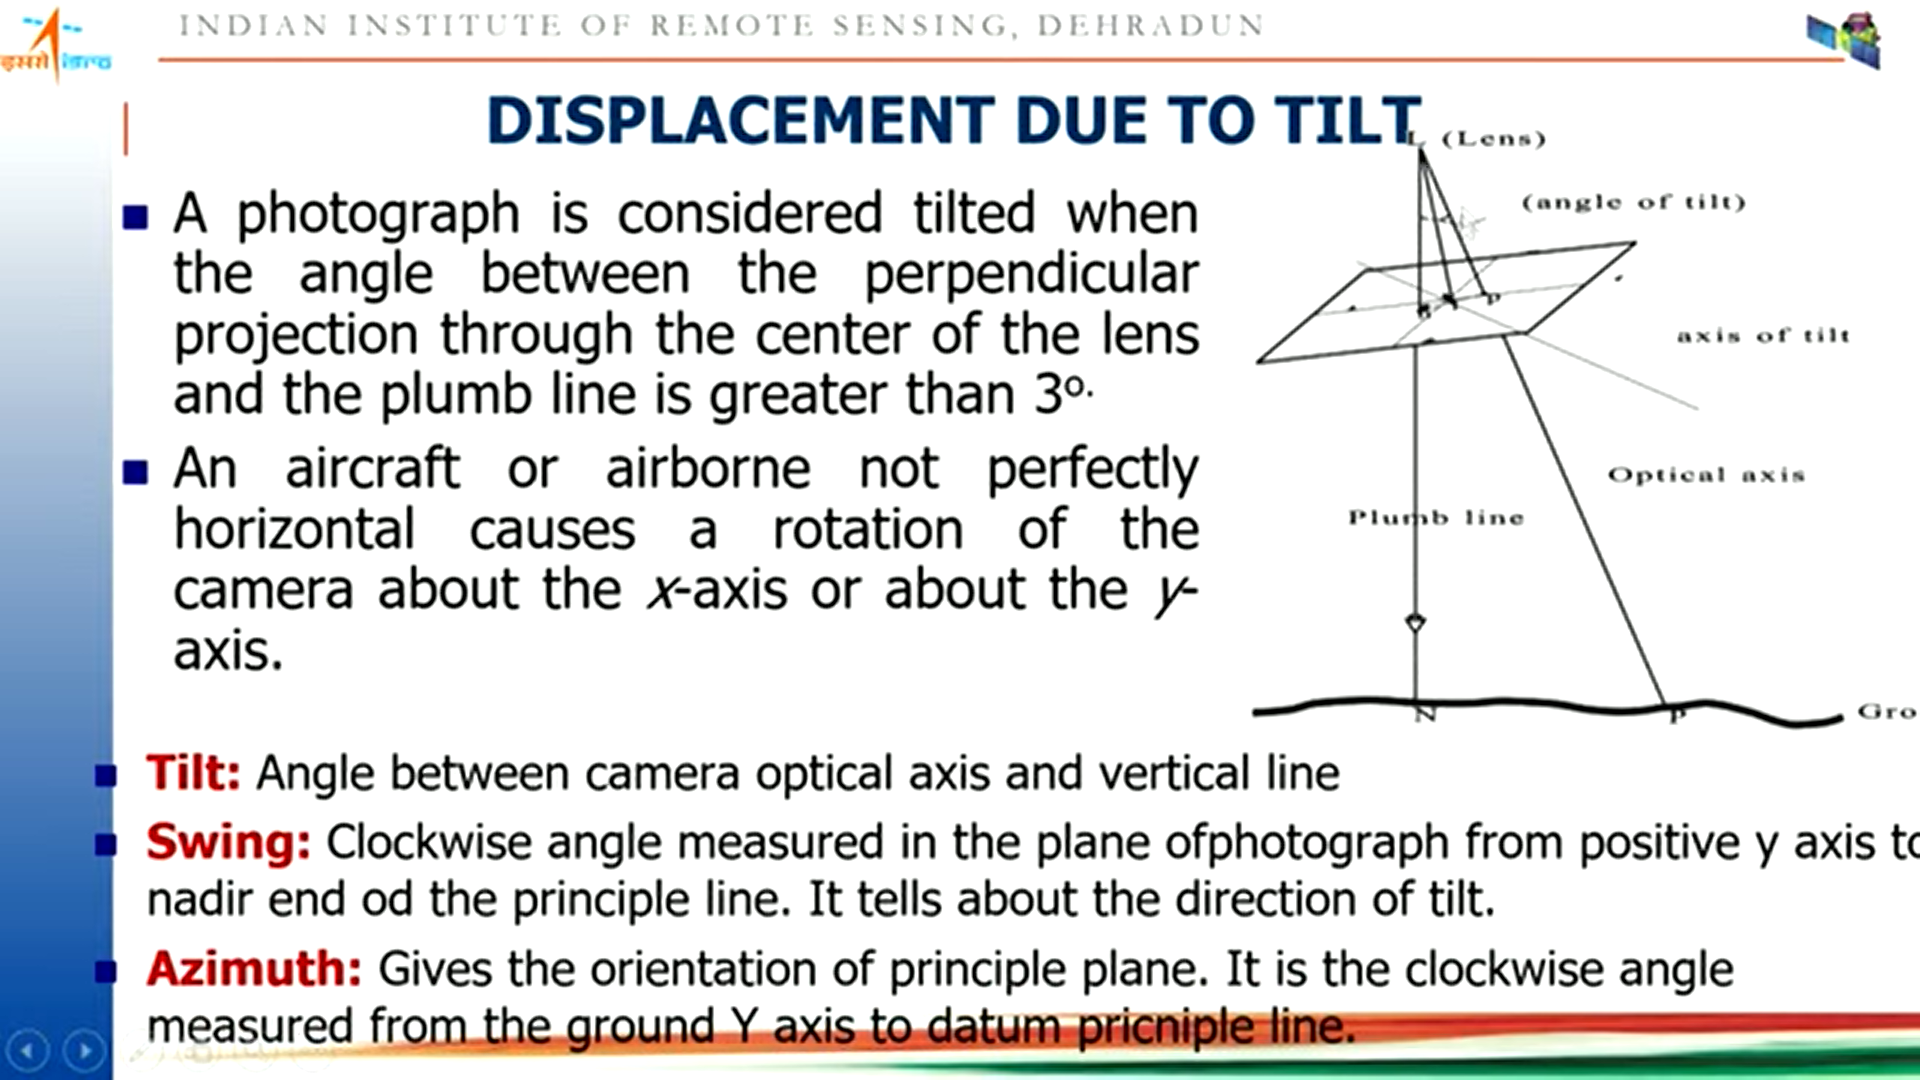 INDIAN INSTITUTE OF REMOTE SENSING, DEHRADUN
इसरो isro
DISPLACEMENT DUE TO TILT
L (Lens)
(angle of tilt)
A photograph is considered tilted when
the angle between the perpendicular
projection through the center of the lens
and the plumb line is greater than 3º.
P
axis of tilt
An aircraft or airborne not perfectly
horizontal causes a rotation of the
camera about the x-axis or about the y-
axis.
Optical axis
Plumb line
N
P
Gro
Tilt: Angle between camera optical axis and vertical line
Swing: Clockwise angle measured in the plane ofphotograph from positive y axis to
nadir end od the principle line. It tells about the direction of tilt.
Azimuth: Gives the orientation of principle plane. It is the clockwise angle
measured from the ground Y axis to datum pricniple line.